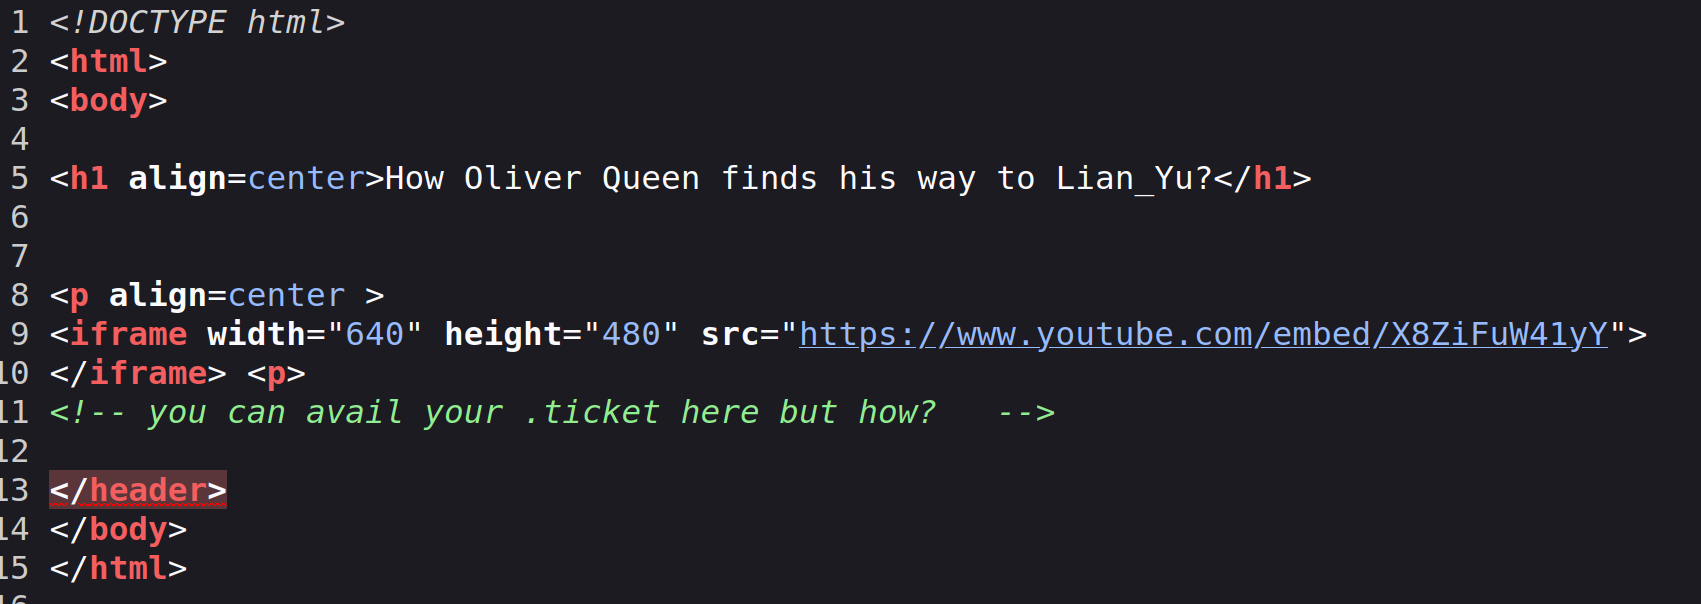 1 <!DOCTYPE html>
2 <html>
3 <body>
4
5 <h1 align=center>How Oliver Queen finds his way to Lian_Yu?</h1>
6
7
8 <p align=center >
9 <iframe width="640" height="480" src="https://www.youtube.com/embed/X8ZiFuW41yY">
10 </iframe> <p>
11 <!-- you can avail your .ticket here but how?   -->
12
13 </header>
14 </body>
15 </html>
16